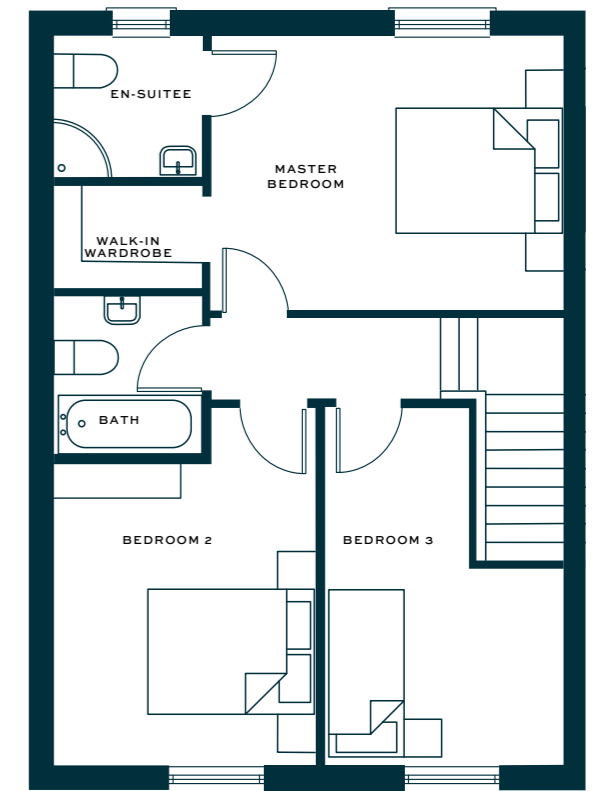 EN-SUITEE
MASTER
BEDROOM
WALK-IN
WARDROBE
BATH
BEDROOM 2
BEDROOM 3